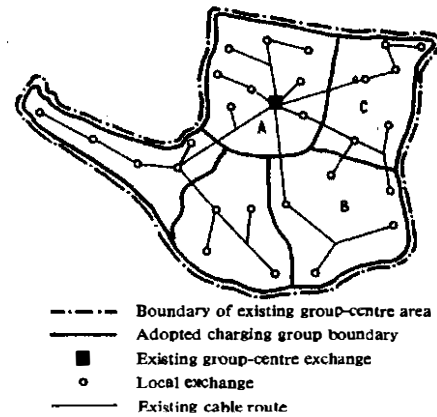 A
C
B
Boundary of existing group-centre area
Adopted charging group boundary
Existing group-centre exchange
Local exchange
Existing cable route